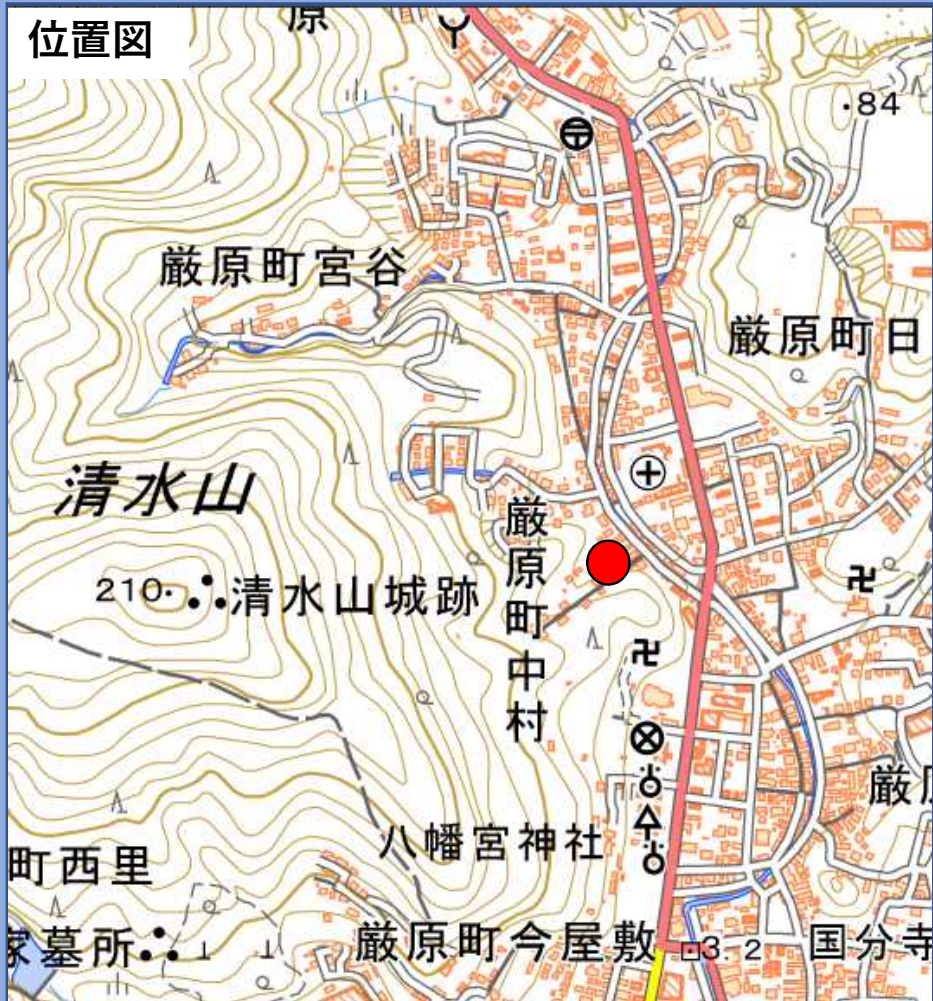 位置図
原
84
厳原町宮谷
厳原町日
清水山
厳原町中村
210
清水山城跡
厳原
八幡宮神社
町西里
家墓所
厳原町今屋敷
3.2
国分寺